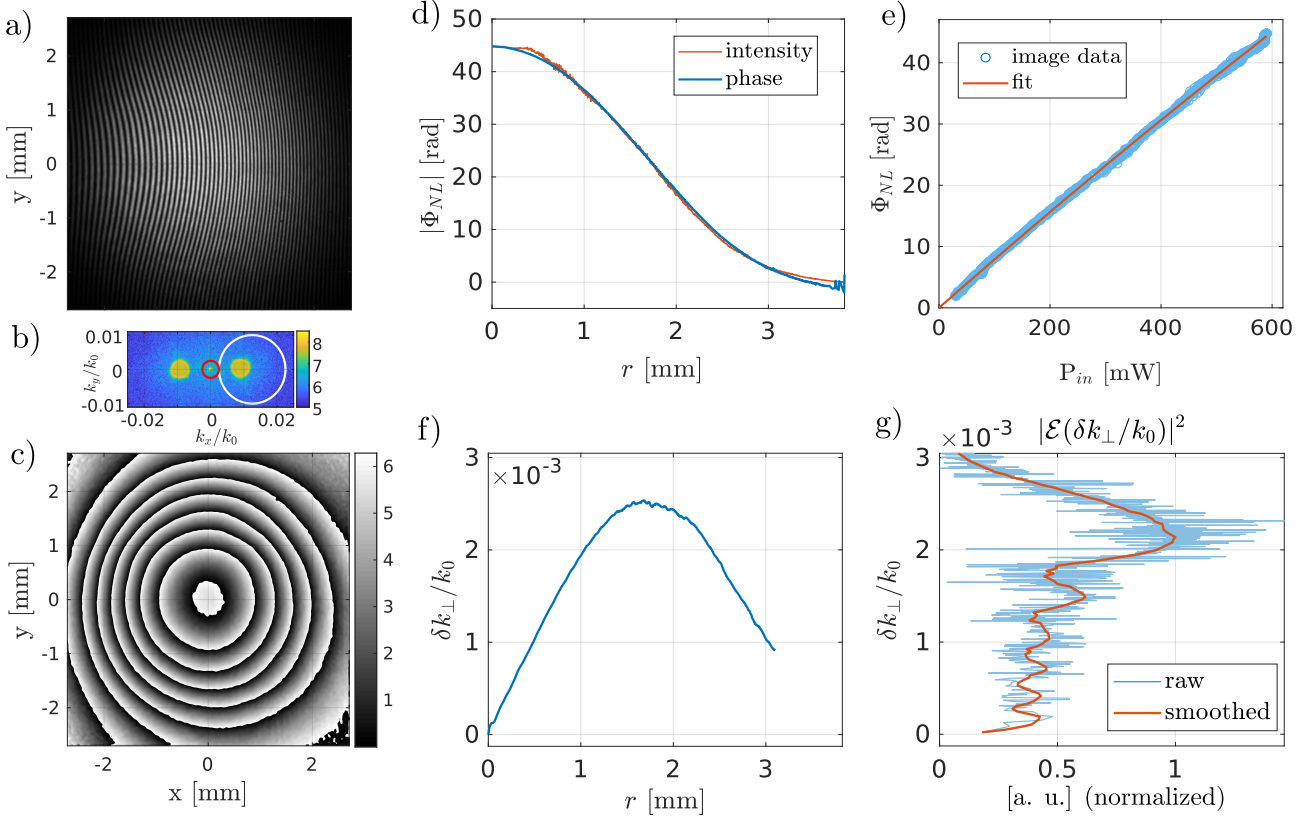 a)
2
1
0
-1
-2
y [mm]
b)
0.01
0
-0.01
k_y/k_0
-0.02
0
0.02
k_x/k_0
8
7
6
5
c)
2
1
0
-1
-2
y [mm]
-2
0
2
x [mm]
6
5
4
3
2
1
d)
50
40
30
20
10
0
|Φ_NL| [rad]
intensity
phase
0
1
2
3
r [mm]
e)
40
30
20
10
0
Φ_NL [rad]
image data
fit
0
200
400
600
P_in [mW]
f)
×10⁻³
3
2
1
0
δk_⊥/k_0
0
1
2
3
r [mm]
g)
×10⁻³
|ℰ(δk_⊥/k_0)|²
3
2
1
0
δk_⊥/k_0
raw
smoothed
0
0.5
1
[a. u.] (normalized)